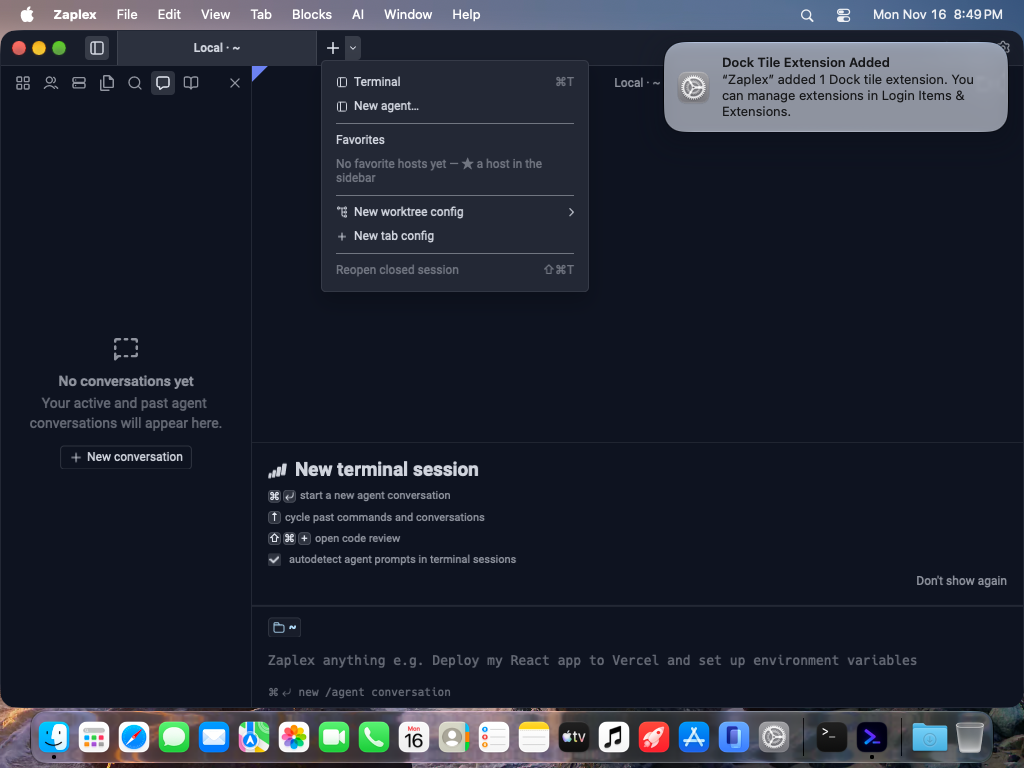 Zaplex File Edit View Tab Blocks AI Window Help Mon Nov 16 8:49 PM
Local · ~
Dock Tile Extension Added
“Zaplex” added 1 Dock tile extension. You
can manage extensions in Login Items &
Extensions.
Local · ~
Terminal ⌘T
New agent...
Favorites
No favorite hosts yet — ★ a host in the
sidebar
New worktree config
New tab config
Reopen closed session ⇧⌘T
No conversations yet
Your active and past agent
conversations will appear here.
+ New conversation
New terminal session
⌘ ↵ start a new agent conversation
↑ cycle past commands and conversations
⇧ ⌘ + open code review
autodetect agent prompts in terminal sessions
Don't show again
~
Zaplex anything e.g. Deploy my React app to Vercel and set up environment variables
⌘ ↵ new /agent conversation
Mon
16
tv
>_